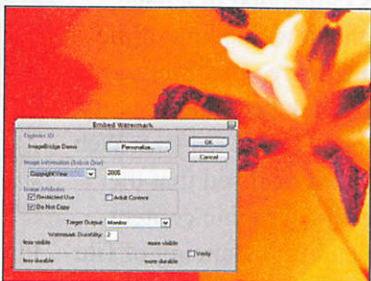 Embed Watermark
Digimarc ID
ImageBridge Demo
Personalize...
OK
Cancel
Image Information (Select One)
Copyright Year
2005
Image Attributes
Restricted Use
Adult Content
Do Not Copy
Target Output: Monitor
Watermark Durability: 2
less visible
more visible
less durable
more durable
Verify